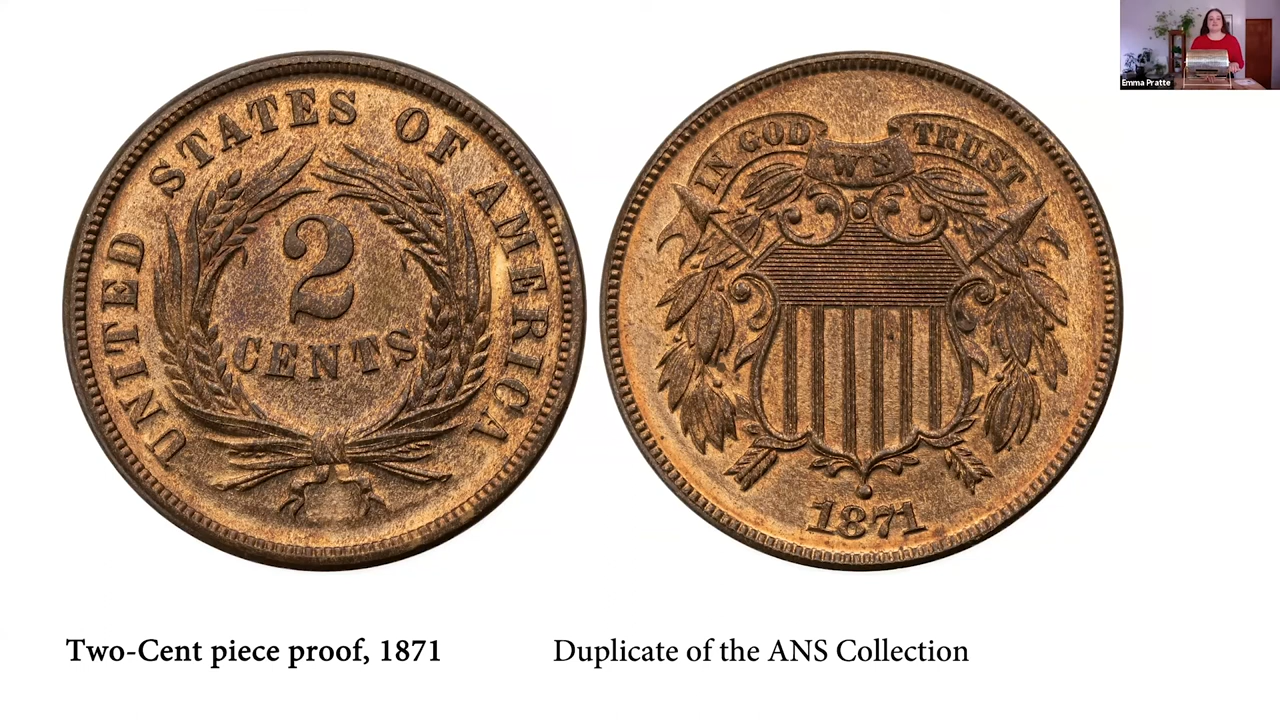 UNITED STATES OF AMERICA
2
CENTS
IN GOD WE TRUST
1871
Emma Pratte
Two-Cent piece proof, 1871
Duplicate of the ANS Collection